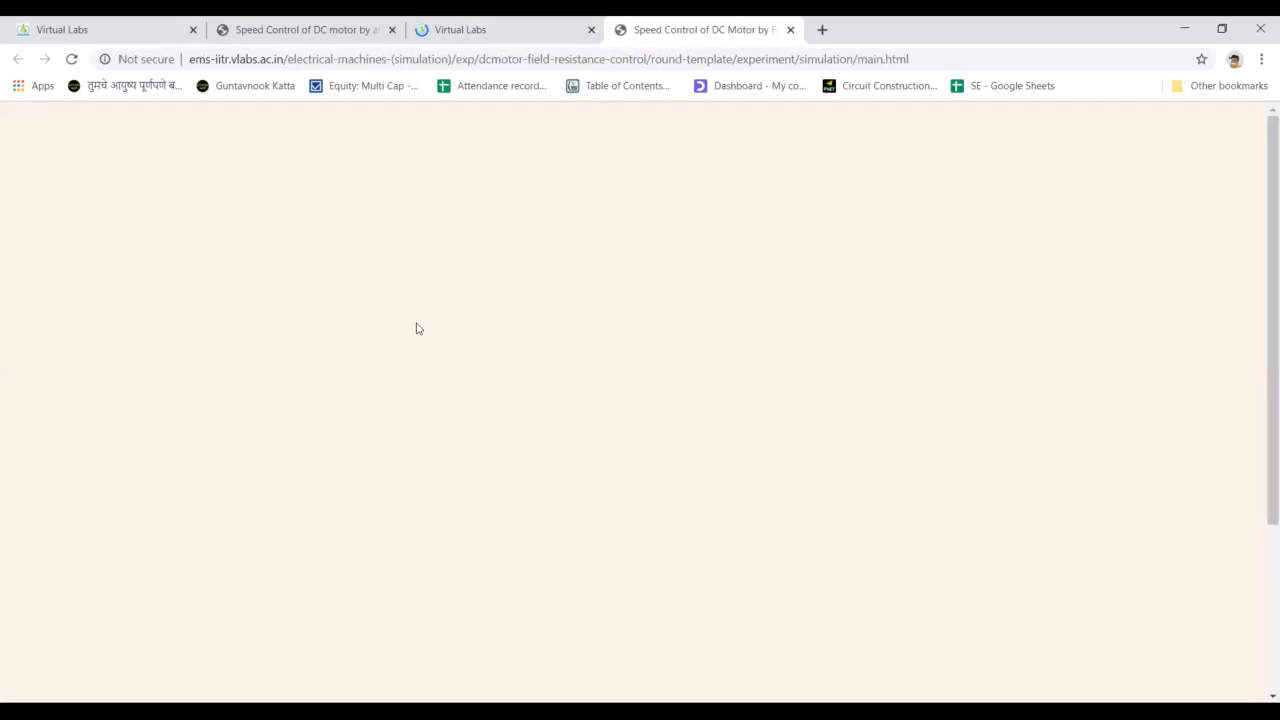 Virtual Labs
Speed Control of DC motor by a
Virtual Labs
Speed Control of DC Motor by F
Not secure | ems-iitr.vlabs.ac.in/electrical-machines-(simulation)/exp/dcmotor-field-resistance-control/round-template/experiment/simulation/main.html
Apps
तुमचे आयुष्य पूर्णपणे ब...
Guntavnook Katta
Equity: Multi Cap -...
Attendance record...
Table of Contents...
Dashboard - My co...
Circuit Construction...
SE - Google Sheets
Other bookmarks